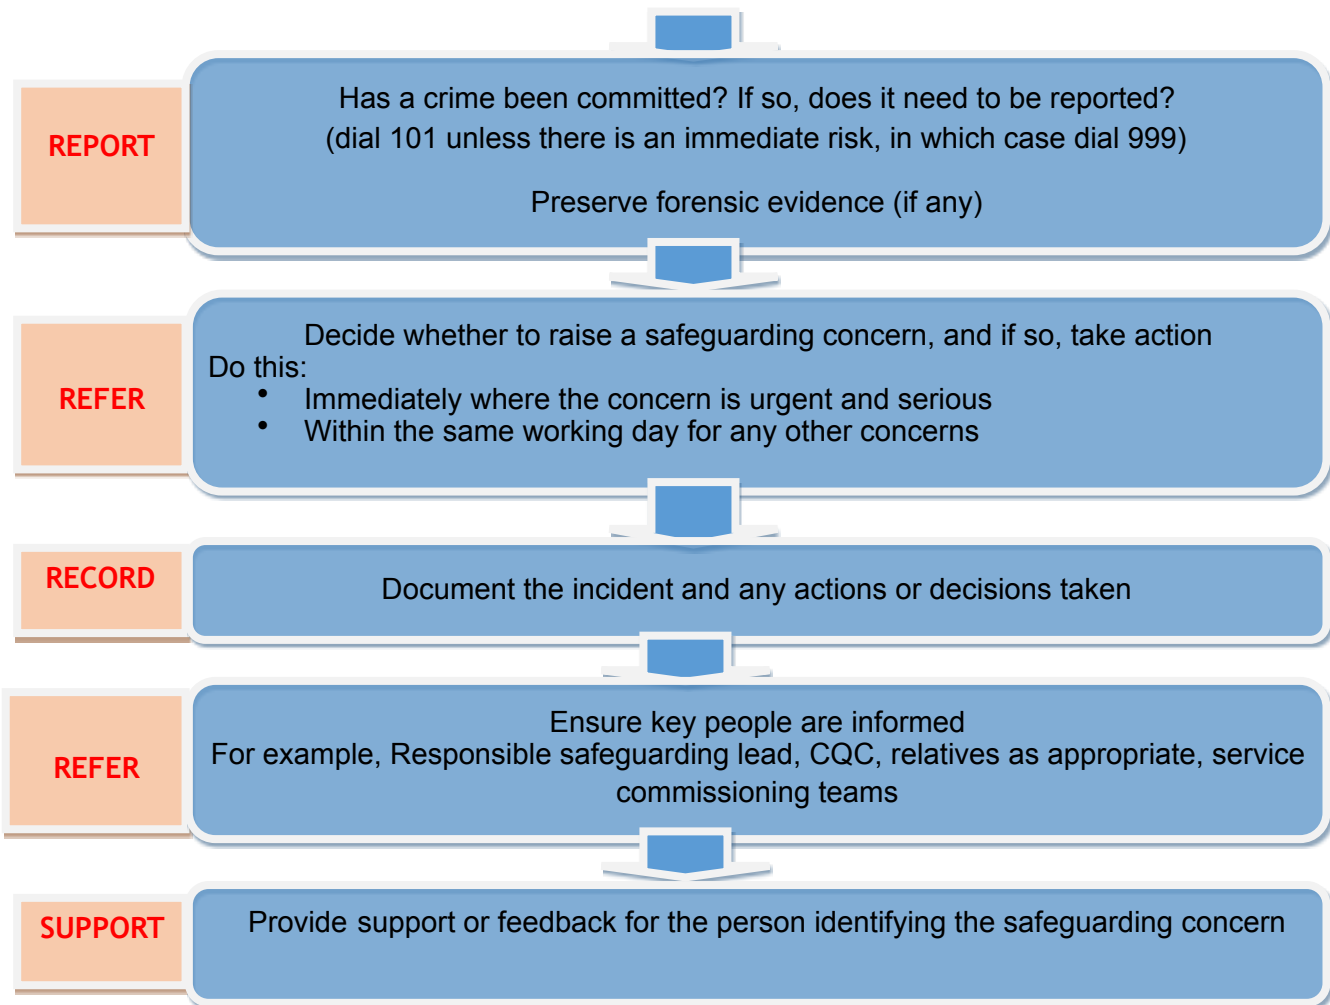 REPORT
Has a crime been committed? If so, does it need to be reported?
(dial 101 unless there is an immediate risk, in which case dial 999)
Preserve forensic evidence (if any)
REFER
Decide whether to raise a safeguarding concern, and if so, take action
Do this:
• Immediately where the concern is urgent and serious
• Within the same working day for any other concerns
RECORD
Document the incident and any actions or decisions taken
REFER
Ensure key people are informed
For example, Responsible safeguarding lead, CQC, relatives as appropriate, service
commissioning teams
SUPPORT
Provide support or feedback for the person identifying the safeguarding concern